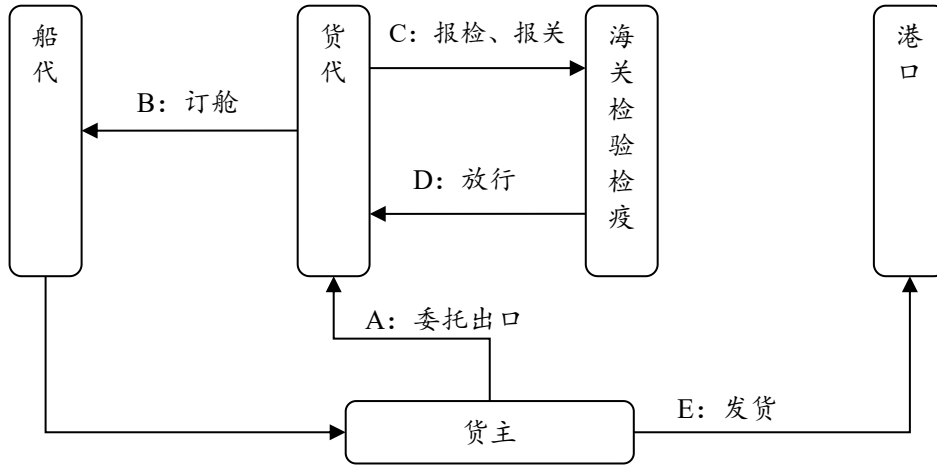 船代
货代
C：报检、报关
海关检验检疫
港口
B：订舱
D：放行
A：委托出口
E：发货
货主